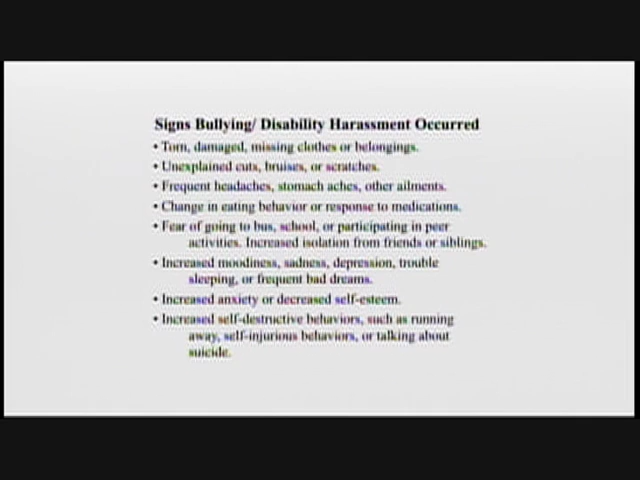 Signs Bullying/ Disability Harassment Occurred
• Torn, damaged, missing clothes or belongings.
• Unexplained cuts, bruises, or scratches.
• Frequent headaches, stomach aches, other ailments.
• Change in eating behavior or response to medications.
• Fear of going to bus, school, or participating in peer
activities. Increased isolation from friends or siblings.
• Increased moodiness, sadness, depression, trouble
sleeping, or frequent bad dreams.
• Increased anxiety or decreased self-esteem.
• Increased self-destructive behaviors, such as running
away, self-injurious behaviors, or talking about
suicide.